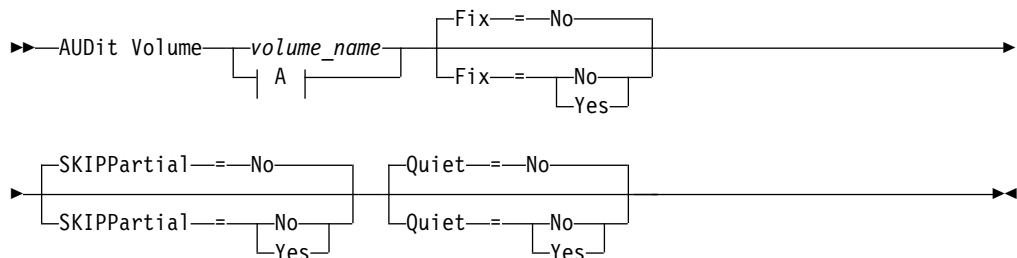 Fix = No
AUDit Volume volume_name
A
Fix = No
Yes
SKIPPartial = No
Quiet = No
SKIPPartial = No
Yes
Quiet = No
Yes